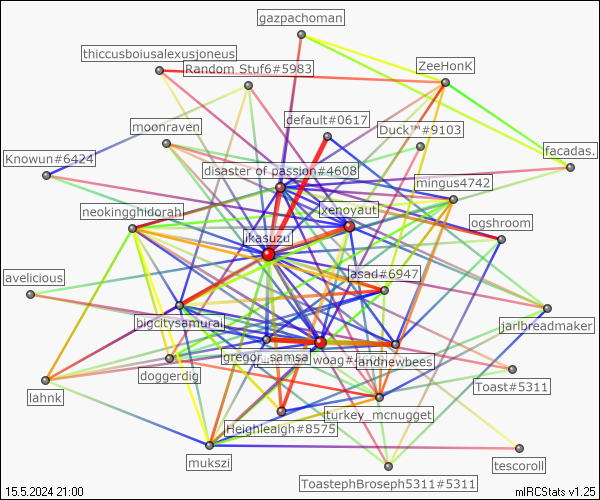 gazpachoman
thiccusboiusalexusjoneus
ZeeHonK
Random Stuf6#5983
default#0617
moonraven
Duck™#9103
Knowun#6424
facadas.
disaster of passion#4608
mingus4742
neokingghidorah
xenoyaut
ogshroom
ikasuzu
asad#6947
avelicious
bigcitysamurai
jarlbreadmaker
gregor_samsa
woag#
jandrewbees
doggerdig
Toast#5311
lahnk
turkey_mcnugget
Heighleaigh#8575
mukszi
tescoroll
ToastephBroseph5311#5311
15.5.2024 21:00
mIRCStats v1.25